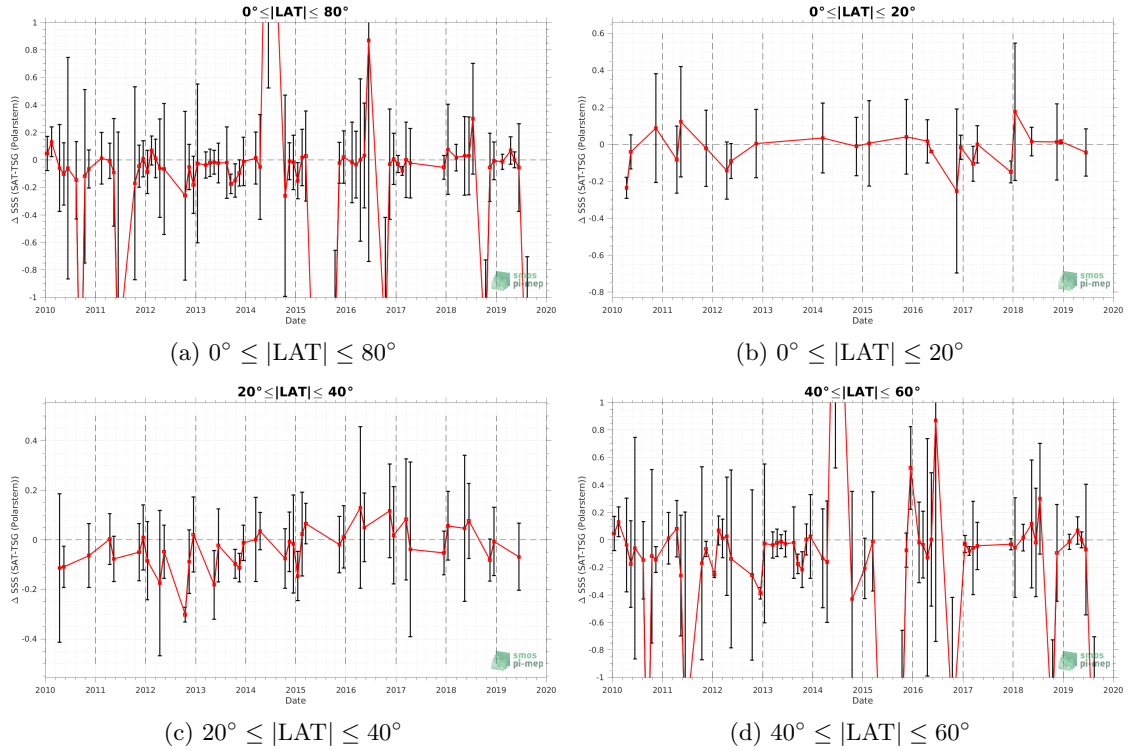 0°≤|LAT|≤ 80°
Δ SSS (SAT-TSG (Polarstern))
1
0.8
0.6
0.4
0.2
0
-0.2
-0.4
-0.6
-0.8
-1
2010 2011 2012 2013 2014 2015 2016 2017 2018 2019 2020
Date
smos
pi-mep
(a) 0° ≤ |LAT| ≤ 80°
0°≤|LAT|≤ 20°
Δ SSS (SAT-TSG (Polarstern))
0.6
0.4
0.2
0
-0.2
-0.4
-0.6
-0.8
2010 2011 2012 2013 2014 2015 2016 2017 2018 2019 2020
Date
smos
pi-mep
(b) 0° ≤ |LAT| ≤ 20°
20°≤|LAT|≤ 40°
Δ SSS (SAT-TSG (Polarstern))
0.4
0.2
0
-0.2
-0.4
2010 2011 2012 2013 2014 2015 2016 2017 2018 2019 2020
Date
smos
pi-mep
(c) 20° ≤ |LAT| ≤ 40°
40°≤|LAT|≤ 60°
Δ SSS (SAT-TSG (Polarstern))
1
0.8
0.6
0.4
0.2
0
-0.2
-0.4
-0.6
-0.8
-1
2010 2011 2012 2013 2014 2015 2016 2017 2018 2019 2020
Date
smos
pi-mep
(d) 40° ≤ |LAT| ≤ 60°